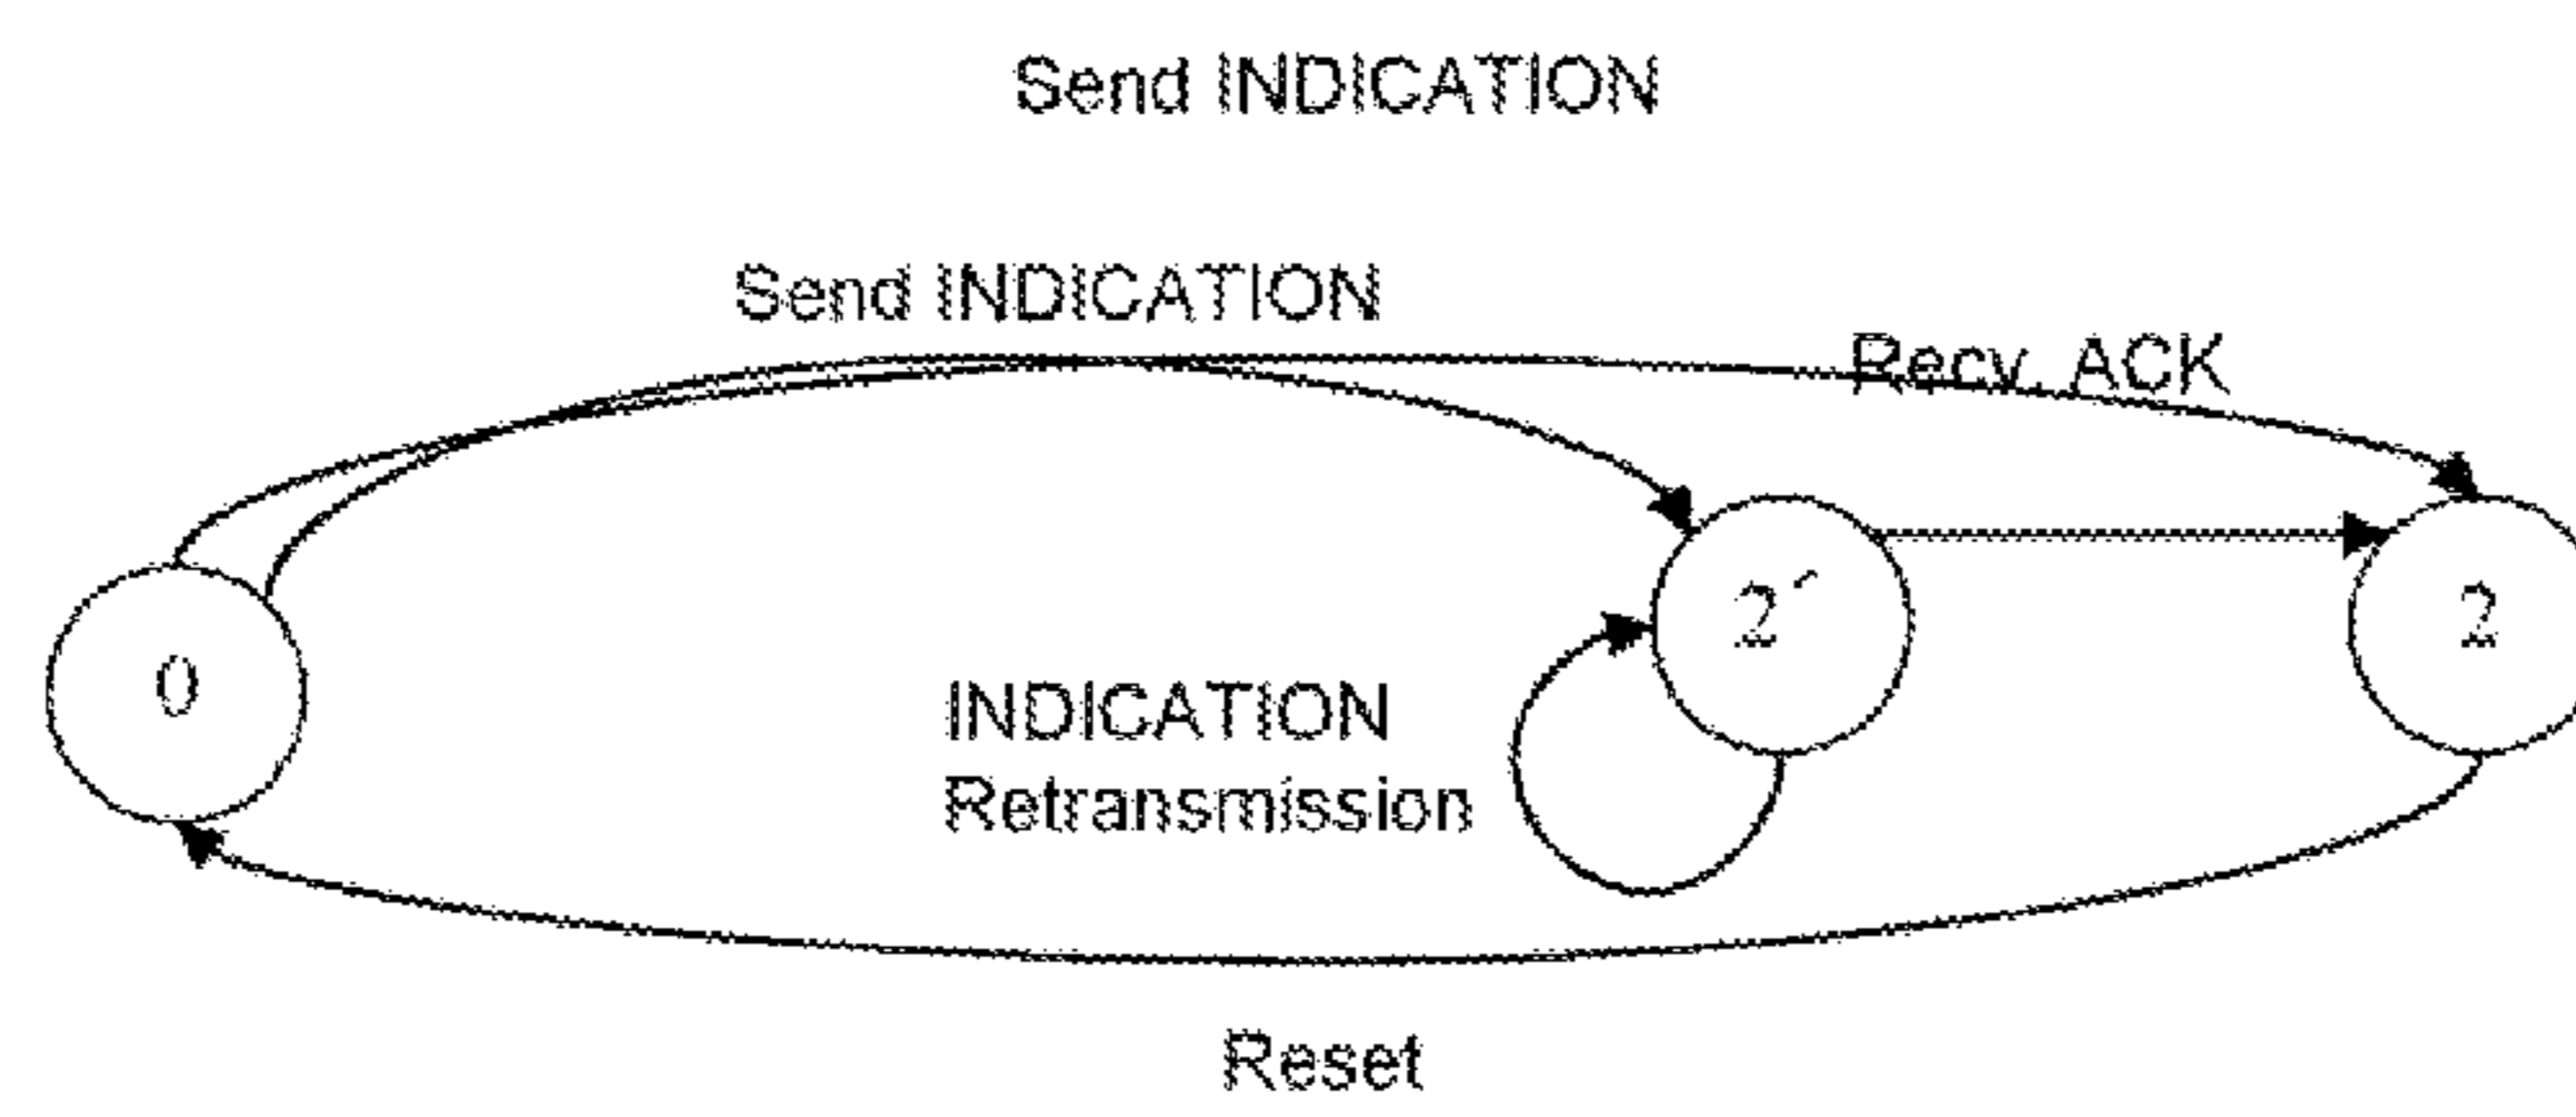 Send INDICATION
Send INDICATION
Recv. ACK
2´
2
0
INDICATION
Retransmission
Reset